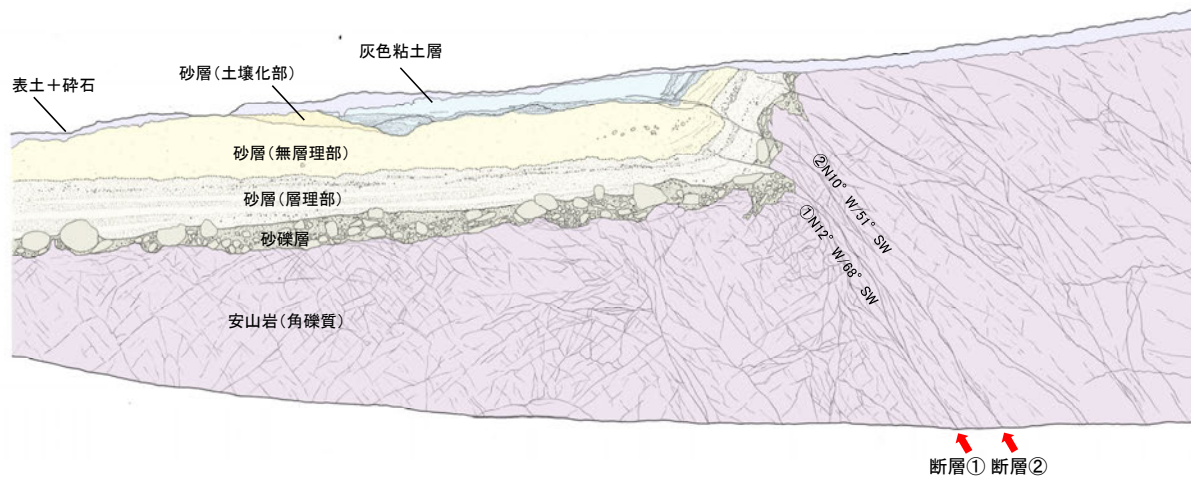 灰色粘土層
砂層(土壌化部)
表土+砕石
砂層(無層理部)
砂層(層理部)
砂礫層
安山岩(角礫質)
②N10° W/51° SW
①N12° W/68° SW
断層① 断層②